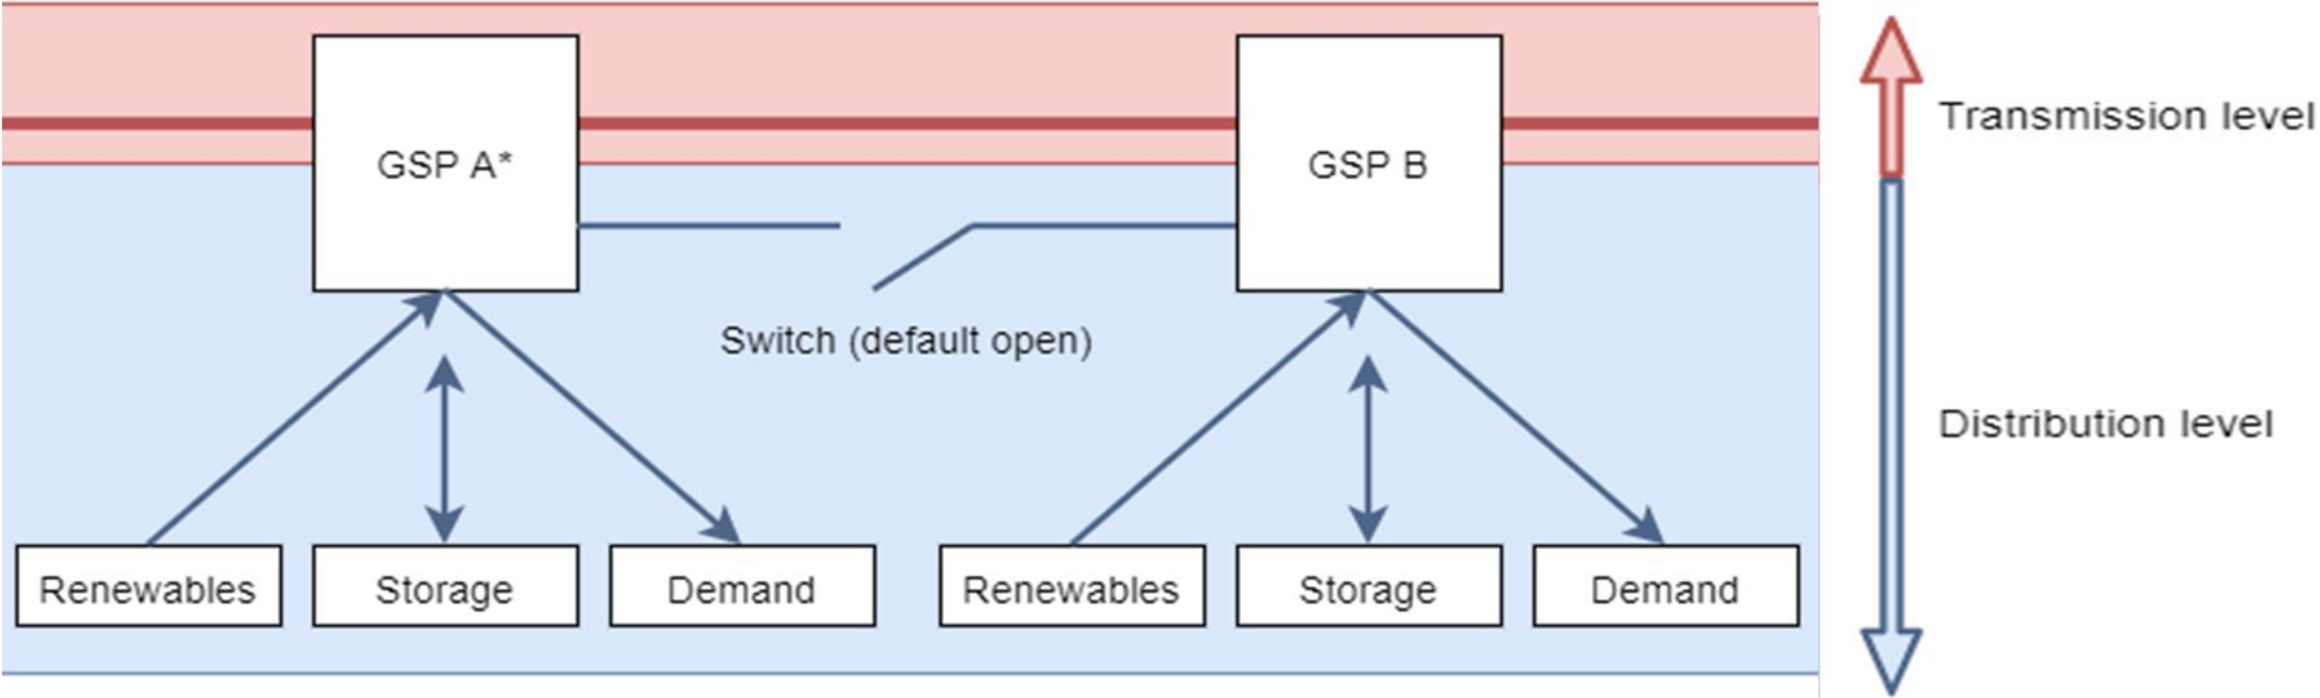 GSP A*
GSP B
Transmission level
Switch (default open)
Distribution level
Renewables
Storage
Demand
Renewables
Storage
Demand